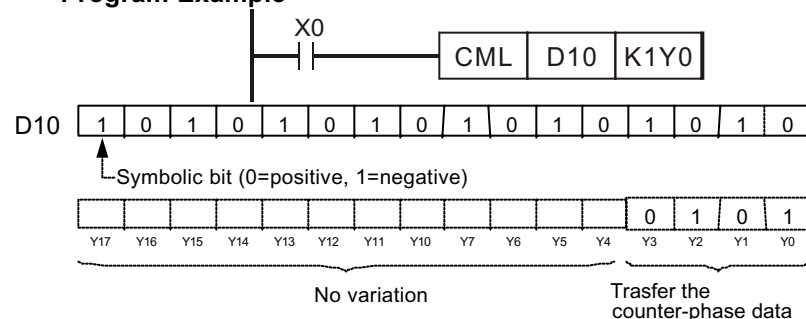 Program Example
X0
CML D10 K1Y0
D10 1 0 1 0 1 0 1 0 1 0 1 0 1 0 1 0
Symbolic bit (0=positive, 1=negative)
0 1 0 1
Y17 Y16 Y15 Y14 Y13 Y12 Y11 Y10 Y7 Y6 Y5 Y4 Y3 Y2 Y1 Y0
No variation
Trasfer the
counter-phase data